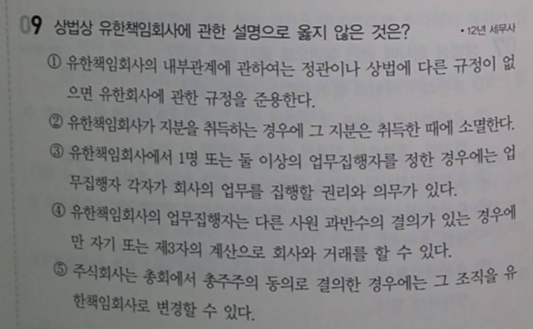 09 상법상 유한책임회사에 관한 설명으로 옳지 않은 것은? •12년 세무사
① 유한책임회사의 내부관계에 관하여는 정관이나 상법에 다른 규정이 없
으면 유한회사에 관한 규정을 준용한다.
② 유한책임회사가 지분을 취득하는 경우에 그 지분은 취득한 때에 소멸한다.
③ 유한책임회사에서 1명 또는 둘 이상의 업무집행자를 정한 경우에는 업
무집행자 각자가 회사의 업무를 집행할 권리와 의무가 있다.
④ 유한책임회사의 업무집행자는 다른 사원 과반수의 결의가 있는 경우에
만 자기 또는 제3자의 계산으로 회사와 거래를 할 수 있다.
⑤ 주식회사는 총회에서 총주주의 동의로 결의한 경우에는 그 조직을 유
한책임회사로 변경할 수 있다.